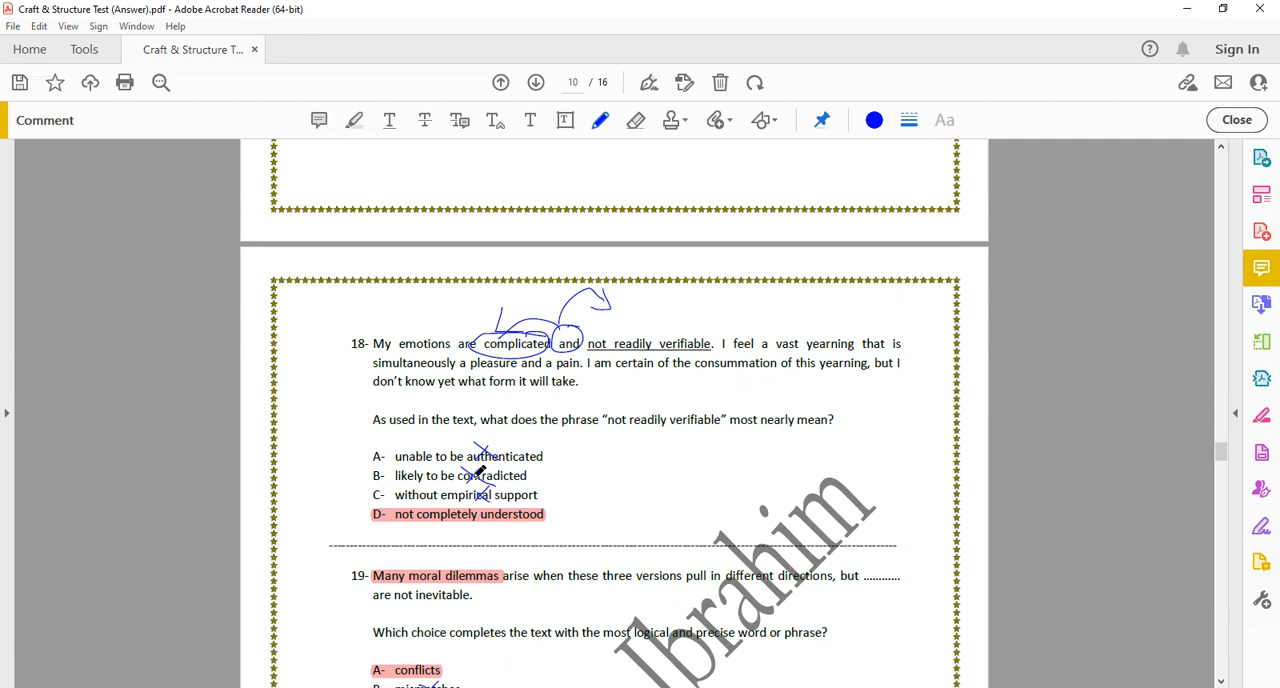 Craft & Structure Test (Answer).pdf - Adobe Acrobat Reader (64-bit)
File Edit View Sign Window Help
Home Tools Craft & Structure T... × Sign In
10 / 16
Comment Aa Close
18- My emotions are complicated and not readily verifiable. I feel a vast yearning that is
simultaneously a pleasure and a pain. I am certain of the consummation of this yearning, but I
don't know yet what form it will take.
As used in the text, what does the phrase "not readily verifiable" most nearly mean?
A- unable to be authenticated
B- likely to be contradicted
C- without empirical support
D- not completely understood
19- Many moral dilemmas arise when these three versions pull in different directions, but ............
are not inevitable.
Which choice completes the text with the most logical and precise word or phrase?
A- conflicts
B- mismatches
Ibrahim